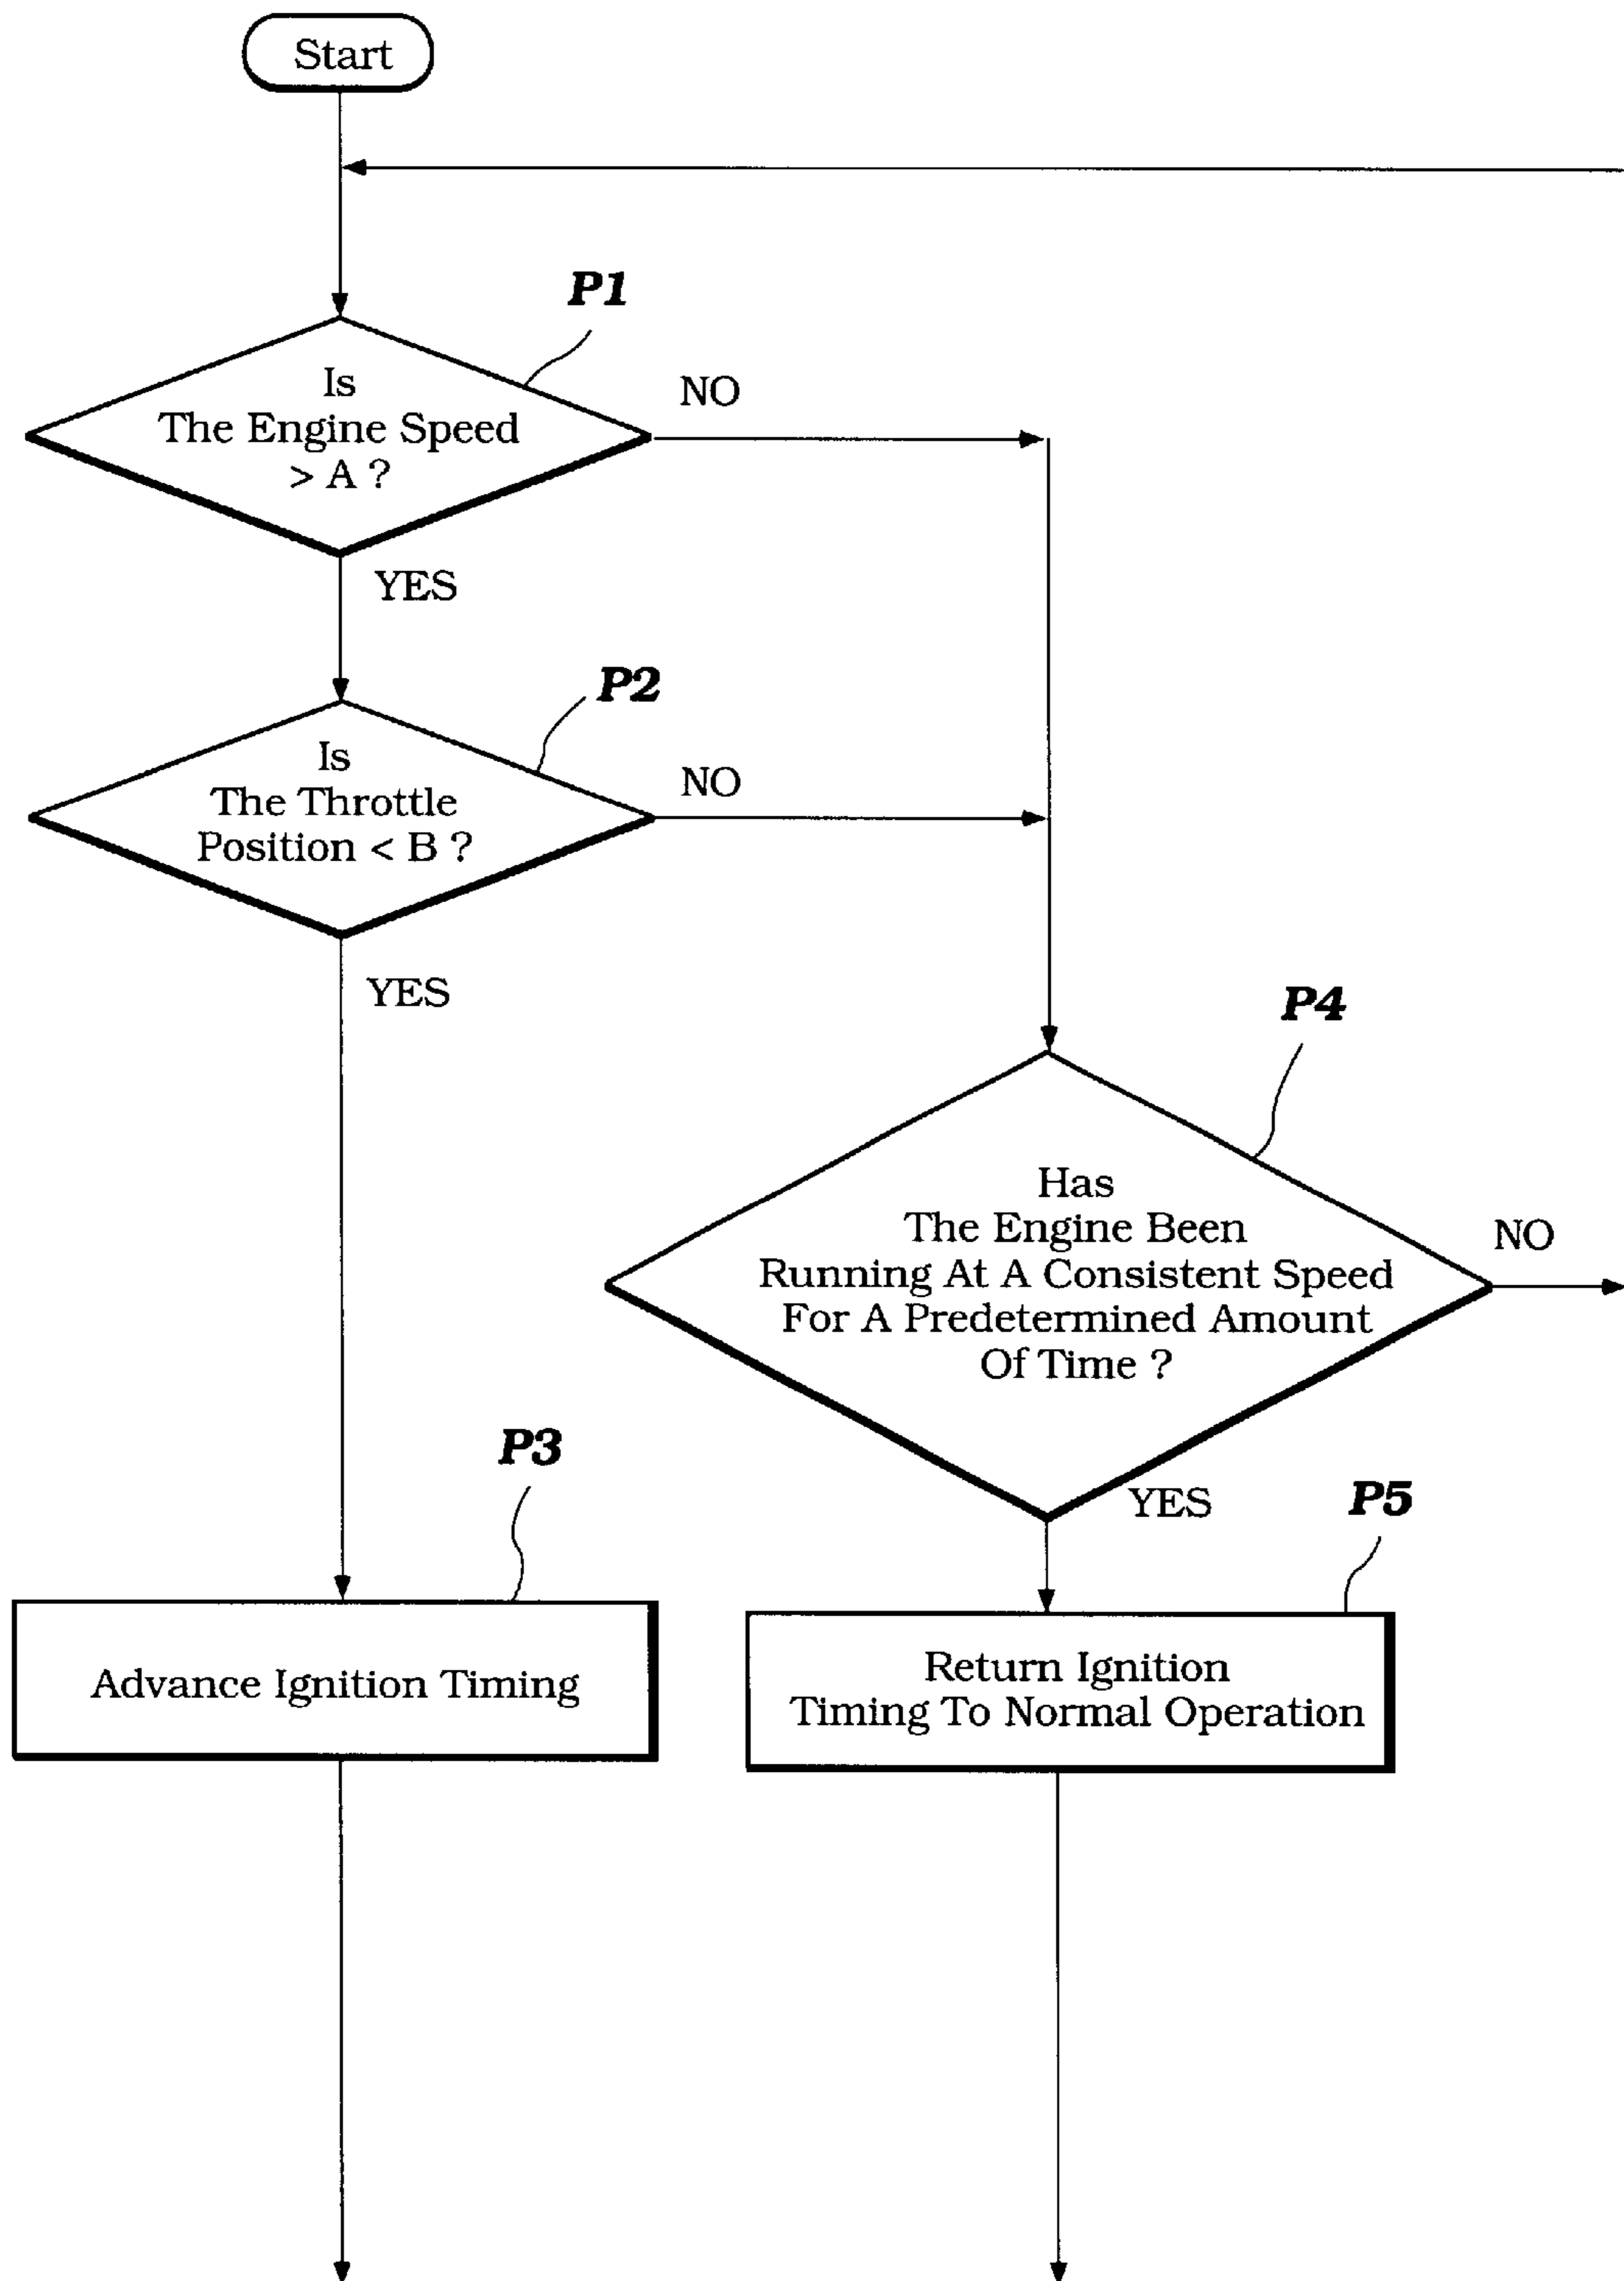 Start
P1
Is
The Engine Speed
> A ?
NO
YES
P2
Is
The Throttle
Position < B ?
NO
YES
P4
Has
The Engine Been
Running At A Consistent Speed
For A Predetermined Amount
Of Time ?
NO
YES
P3
Advance Ignition Timing
P5
Return Ignition
Timing To Normal Operation